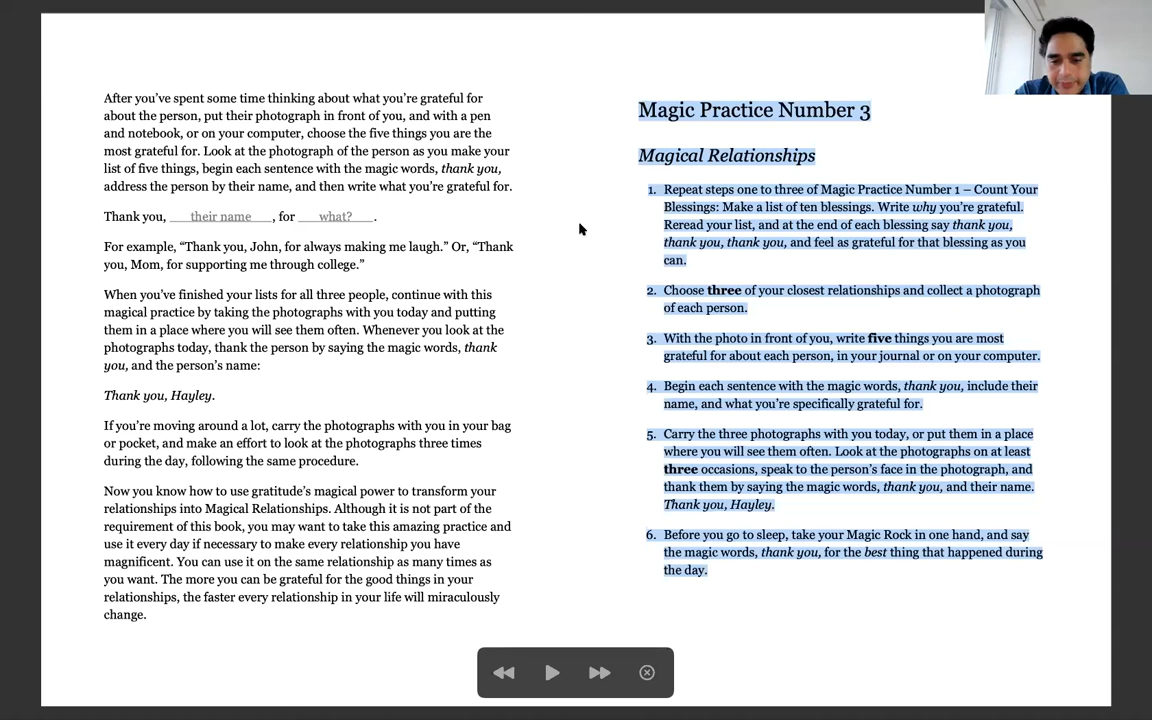 After you’ve spent some time thinking about what you’re grateful for
about the person, put their photograph in front of you, and with a pen
and notebook, or on your computer, choose the five things you are the
most grateful for. Look at the photograph of the person as you make your
list of five things, begin each sentence with the magic words, thank you,
address the person by their name, and then write what you’re grateful for.
Thank you, ___their name___, for ___what?___.
For example, “Thank you, John, for always making me laugh.” Or, “Thank
you, Mom, for supporting me through college.”
When you’ve finished your lists for all three people, continue with this
magical practice by taking the photographs with you today and putting
them in a place where you will see them often. Whenever you look at the
photographs today, thank the person by saying the magic words, thank
you, and the person’s name:
Thank you, Hayley.
If you’re moving around a lot, carry the photographs with you in your bag
or pocket, and make an effort to look at the photographs three times
during the day, following the same procedure.
Now you know how to use gratitude’s magical power to transform your
relationships into Magical Relationships. Although it is not part of the
requirement of this book, you may want to take this amazing practice and
use it every day if necessary to make every relationship you have
magnificent. You can use it on the same relationship as many times as
you want. The more you can be grateful for the good things in your
relationships, the faster every relationship in your life will miraculously
change.
Magic Practice Number 3
Magical Relationships
1. Repeat steps one to three of Magic Practice Number 1 – Count Your
Blessings: Make a list of ten blessings. Write why you’re grateful.
Reread your list, and at the end of each blessing say thank you,
thank you, thank you, and feel as grateful for that blessing as you
can.
2. Choose three of your closest relationships and collect a photograph
of each person.
3. With the photo in front of you, write five things you are most
grateful for about each person, in your journal or on your computer.
4. Begin each sentence with the magic words, thank you, include their
name, and what you’re specifically grateful for.
5. Carry the three photographs with you today, or put them in a place
where you will see them often. Look at the photographs on at least
three occasions, speak to the person’s face in the photograph, and
thank them by saying the magic words, thank you, and their name.
Thank you, Hayley.
6. Before you go to sleep, take your Magic Rock in one hand, and say
the magic words, thank you, for the best thing that happened during
the day.